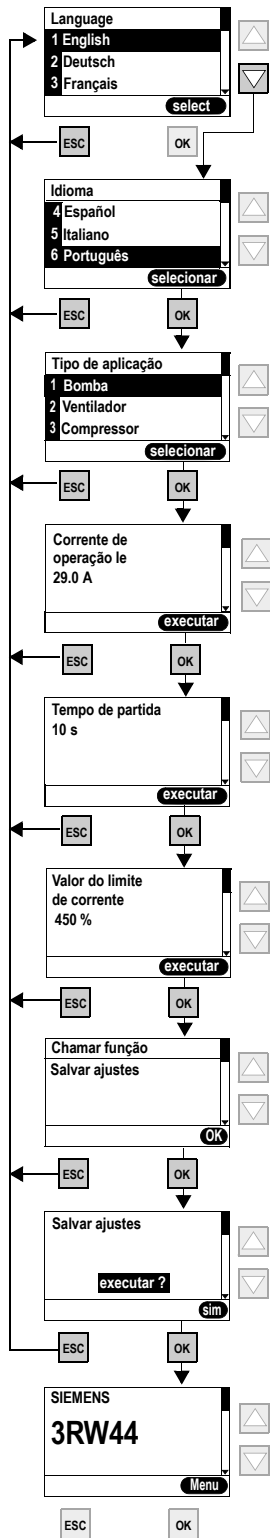 Language
1 English
2 Deutsch
3 Français
select
ESC
OK
Idioma
4 Español
5 Italiano
6 Português
selecionar
ESC
OK
Tipo de aplicação
1 Bomba
2 Ventilador
3 Compressor
selecionar
ESC
OK
Corrente de
operação Ie
29.0 A
executar
ESC
OK
Tempo de partida
10 s
executar
ESC
OK
Valor do limite
de corrente
450 %
executar
ESC
OK
Chamar função
Salvar ajustes
OK
ESC
OK
Salvar ajustes
executar ?
sim
ESC
OK
SIEMENS
3RW44
Menu
ESC
OK